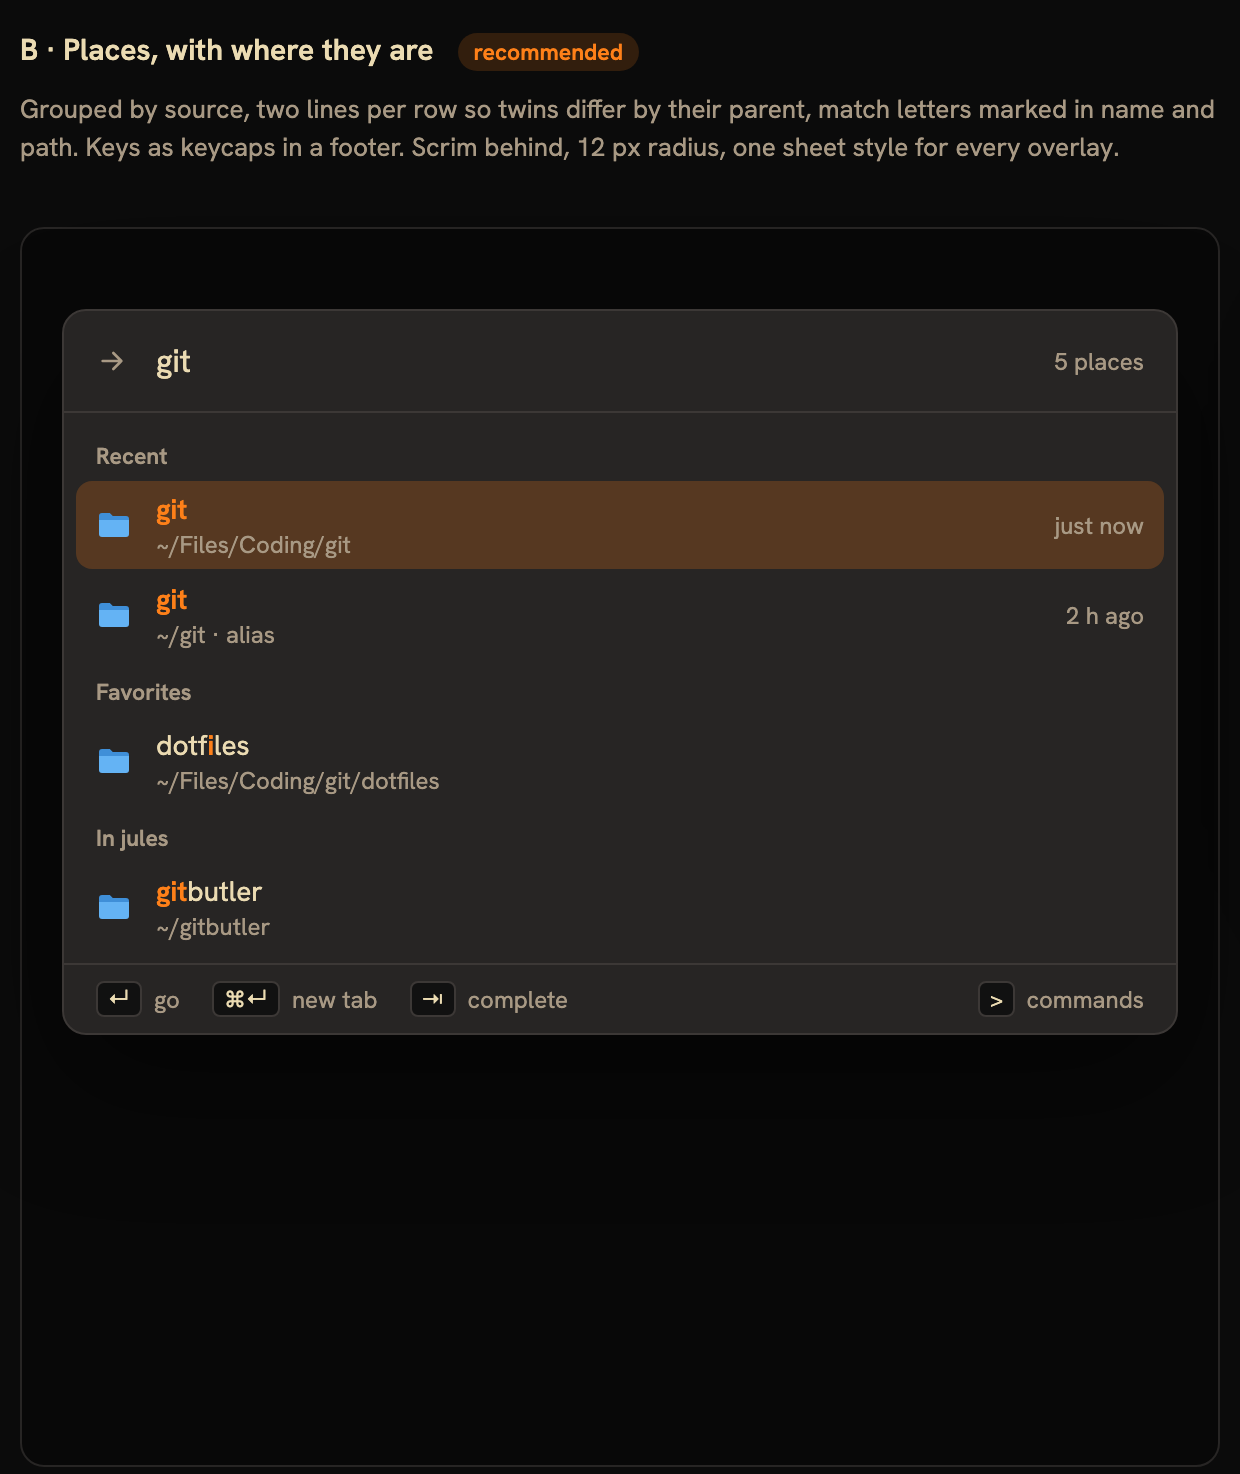 B · Places, with where they are
recommended
Grouped by source, two lines per row so twins differ by their parent, match letters marked in name and
path. Keys as keycaps in a footer. Scrim behind, 12 px radius, one sheet style for every overlay.
→ git
5 places
Recent
git
~/Files/Coding/git
just now
git
~/git · alias
2 h ago
Favorites
dotfiles
~/Files/Coding/git/dotfiles
In jules
gitbutler
~/gitbutler
↵ go ⌘↵ new tab ⇥ complete > commands